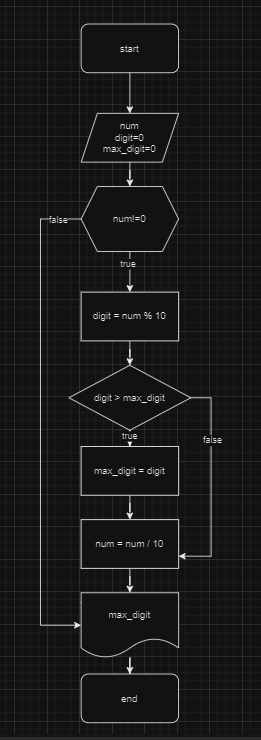 start
num
digit=0
max_digit=0
num!=0
false
true
digit = num % 10
digit > max_digit
true
false
max_digit = digit
num = num / 10
max_digit
end